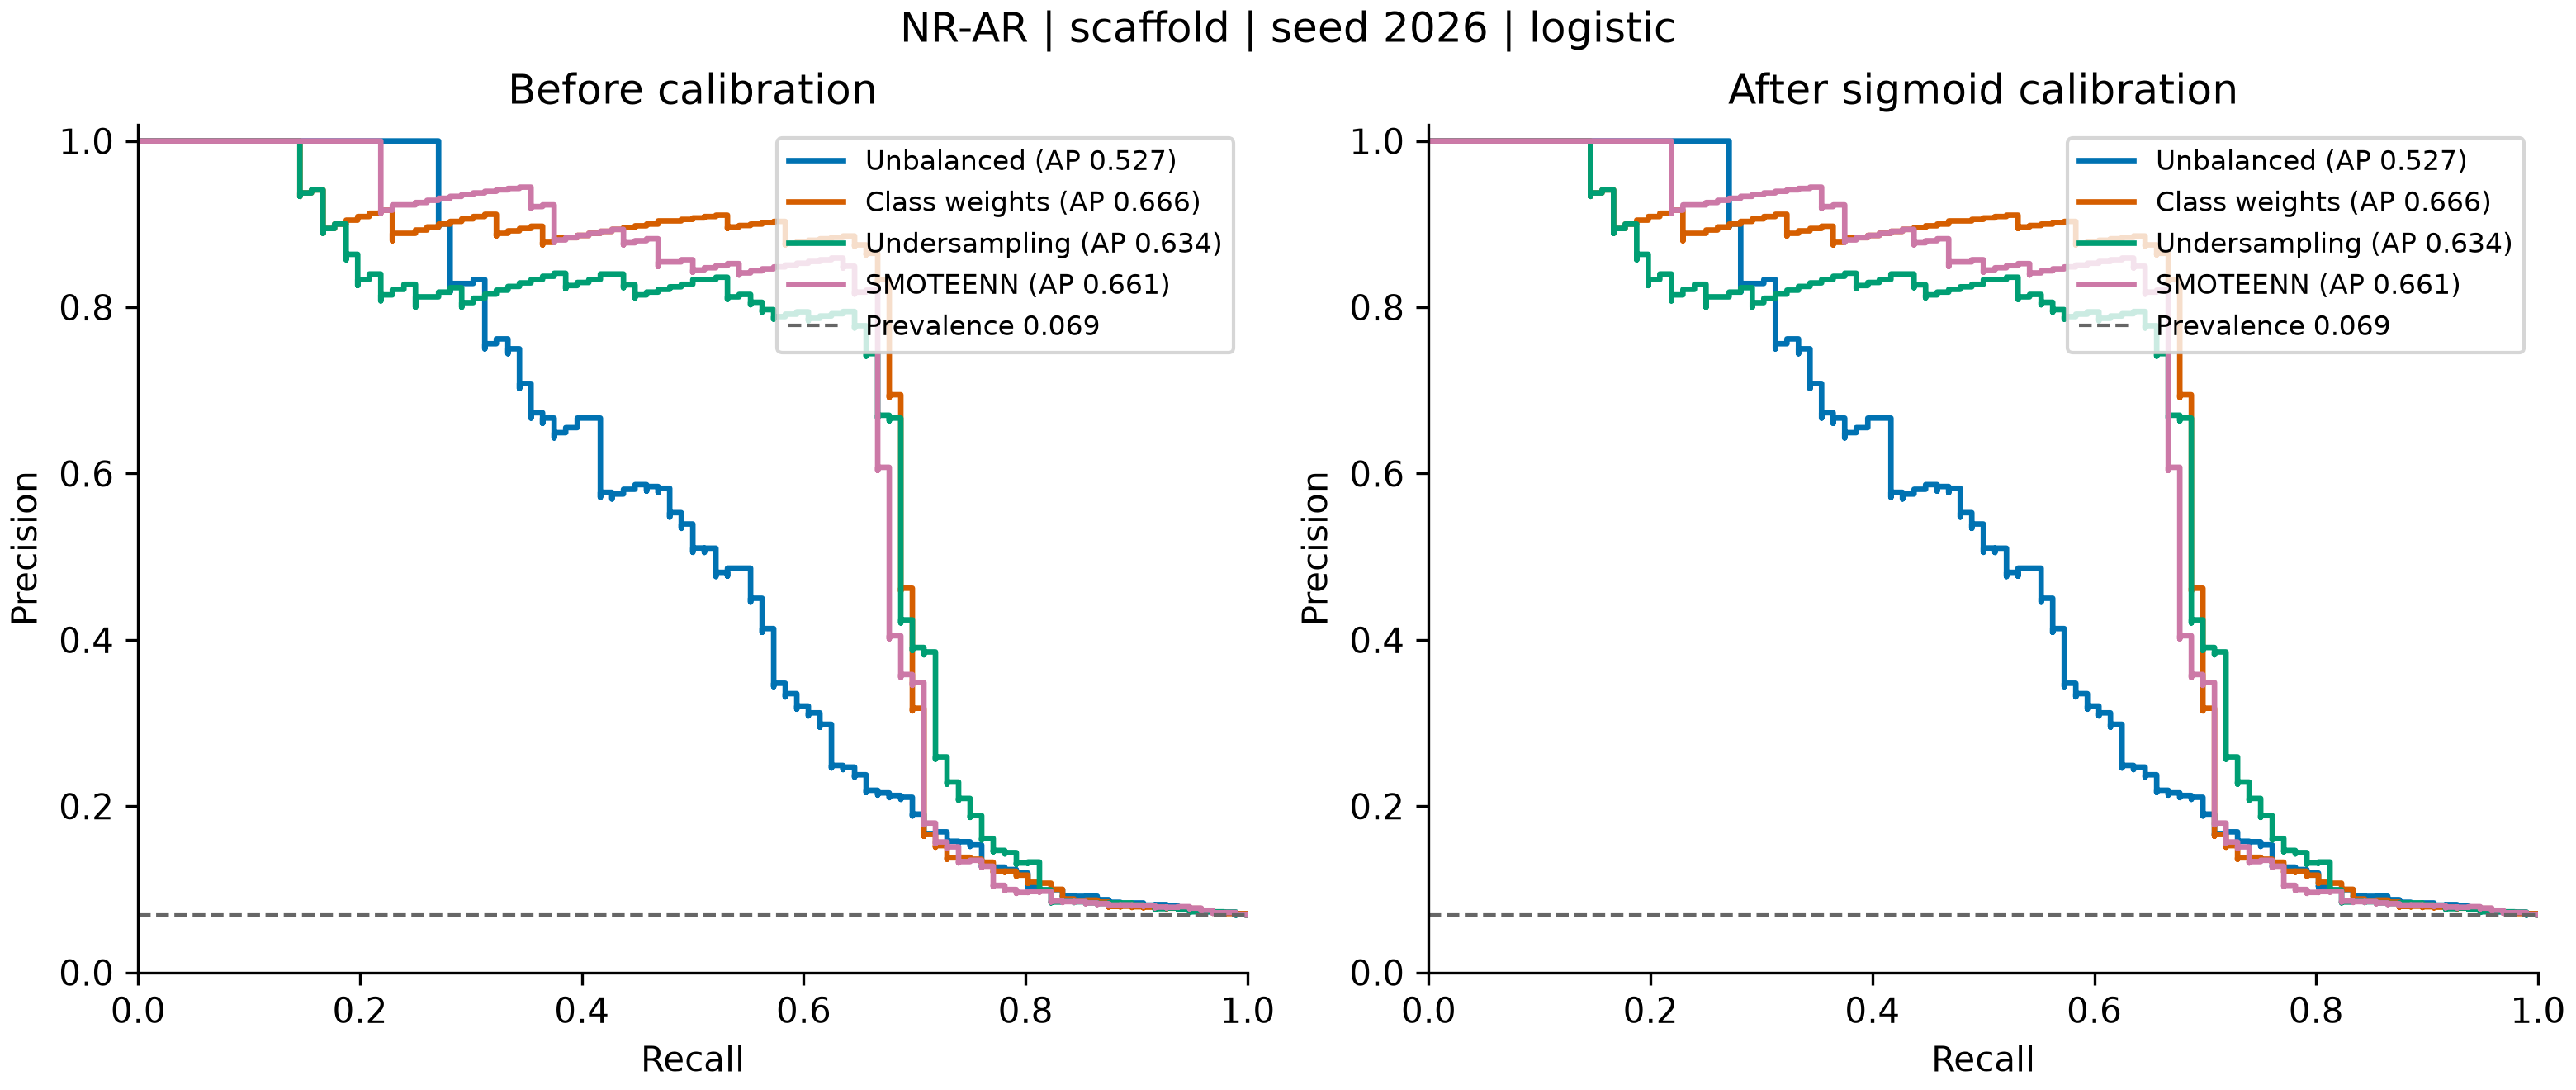 NR-AR | scaffold | seed 2026 | logistic
Before calibration
1.0
0.8
0.6
0.4
0.2
0.0
Precision
Unbalanced (AP 0.527)
Class weights (AP 0.666)
Undersampling (AP 0.634)
SMOTEENN (AP 0.661)
Prevalence 0.069
0.0 0.2 0.4 0.6 0.8 1.0
Recall
After sigmoid calibration
1.0
0.8
0.6
0.4
0.2
0.0
Precision
Unbalanced (AP 0.527)
Class weights (AP 0.666)
Undersampling (AP 0.634)
SMOTEENN (AP 0.661)
Prevalence 0.069
0.0 0.2 0.4 0.6 0.8 1.0
Recall